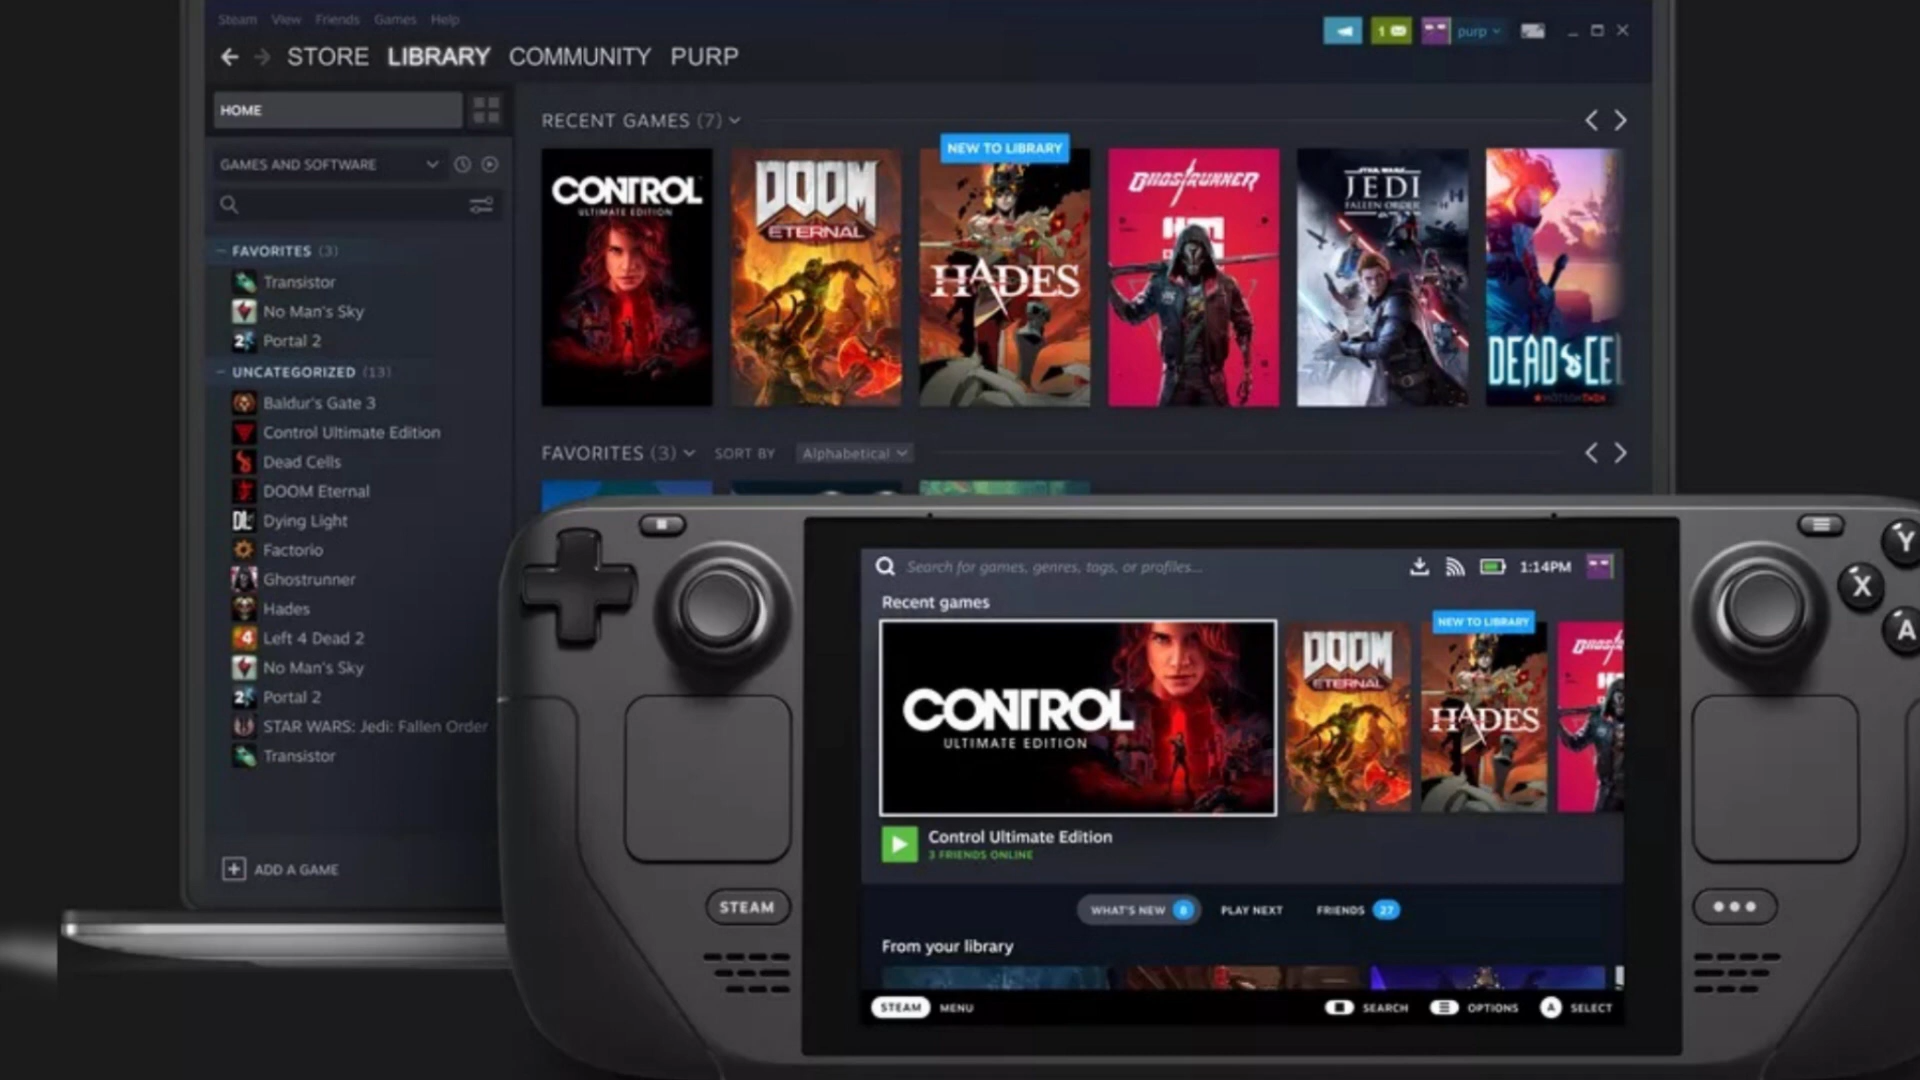 Steam View Friends Games Help
1 purp
STORE LIBRARY COMMUNITY PURP
HOME
GAMES AND SOFTWARE
FAVORITES (3)
Transistor
No Man's Sky
Portal 2
UNCATEGORIZED (13)
Baldur's Gate 3
Control Ultimate Edition
Dead Cells
DOOM Eternal
Dying Light
Factorio
Ghostrunner
Hades
Left 4 Dead 2
No Man's Sky
Portal 2
STAR WARS: Jedi: Fallen Order
Transistor
ADD A GAME
RECENT GAMES (7)
NEW TO LIBRARY
CONTROL
ULTIMATE EDITION
DOOM
ETERNAL
HADES
GHOSTRUNNER
STAR WARS
JEDI
FALLEN ORDER
DEAD CEL
FAVORITES (3) SORT BY Alphabetical
Y
X
A
STEAM
Search for games, genres, tags, or profiles...
1:14PM
Recent games
NEW TO LIBRARY
CONTROL
ULTIMATE EDITION
DOOM
ETERNAL
HADES
Control Ultimate Edition
3 FRIENDS ONLINE
WHAT'S NEW 8 PLAY NEXT FRIENDS 27
From your library
STEAM MENU SEARCH OPTIONS A SELECT